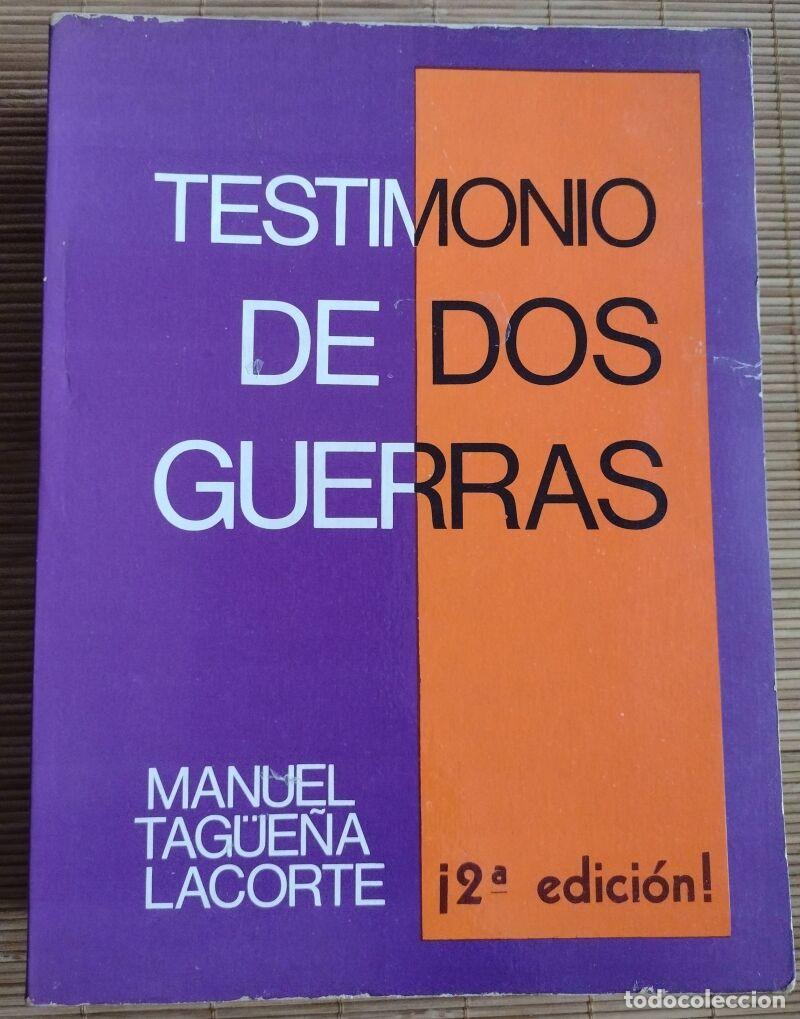 TESTIMONIO
DE DOS
GUERRAS
MANUEL
TAGÜEÑA
LACORTE
¡2ª edición!
todocoleccion